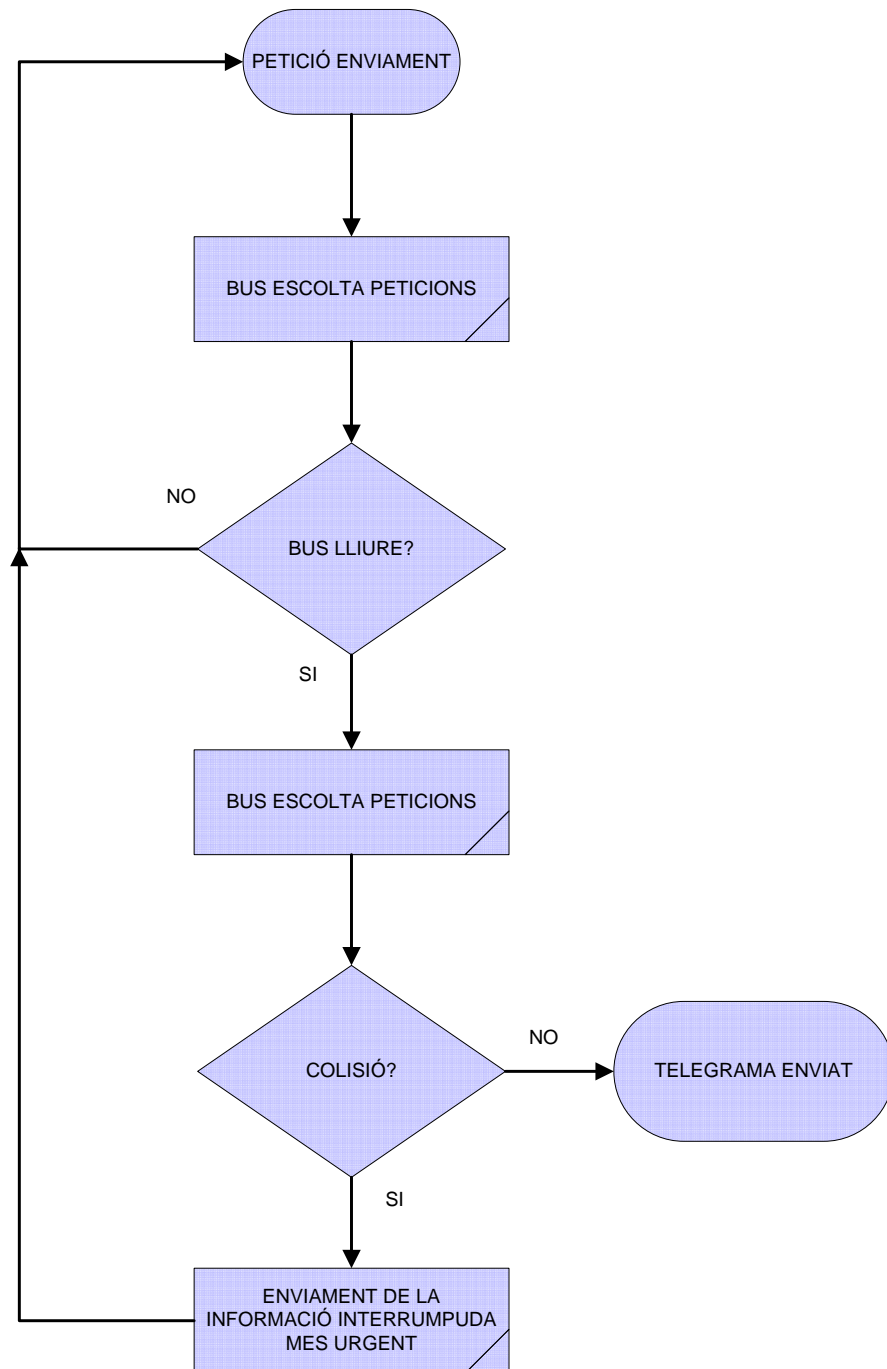 PETICIÓ ENVIAMENT
BUS ESCOLTA PETICIONS
NO
BUS LLIURE?
SI
BUS ESCOLTA PETICIONS
COLISIÓ?
NO
TELEGRAMA ENVIAT
SI
ENVIAMENT DE LA
INFORMACIÓ INTERRUMPUDA
MES URGENT